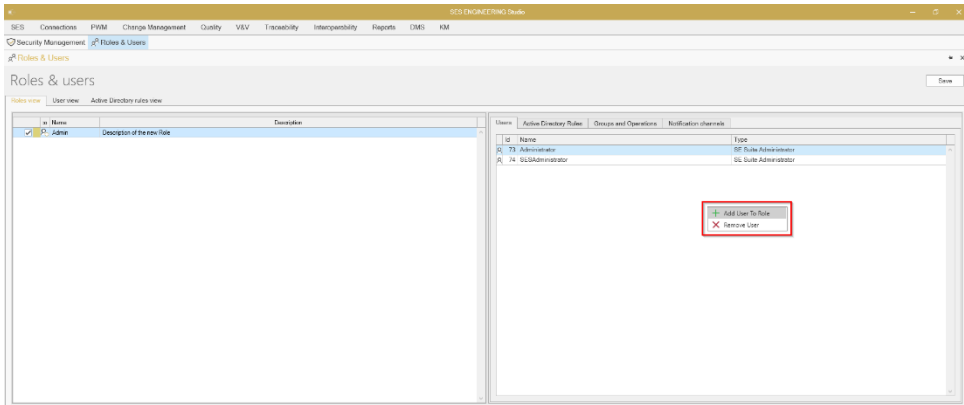 SES ENGINEERING Studio
SES Connections PWM Change Management Quality V&V Traceability Interoperability Reports DMS KM
Security Management Roles & Users
Roles & Users
Roles & users
Save
Roles view User view Active Directory rules view
Name Description
Admin Description of the new Role
Users Active Directory Rules Groups and Operations Notification channels
Id Name Type
73 Administrator SE Suite Administrator
74 SESAdministrator SE Suite Administrator
Add User To Role
Remove User